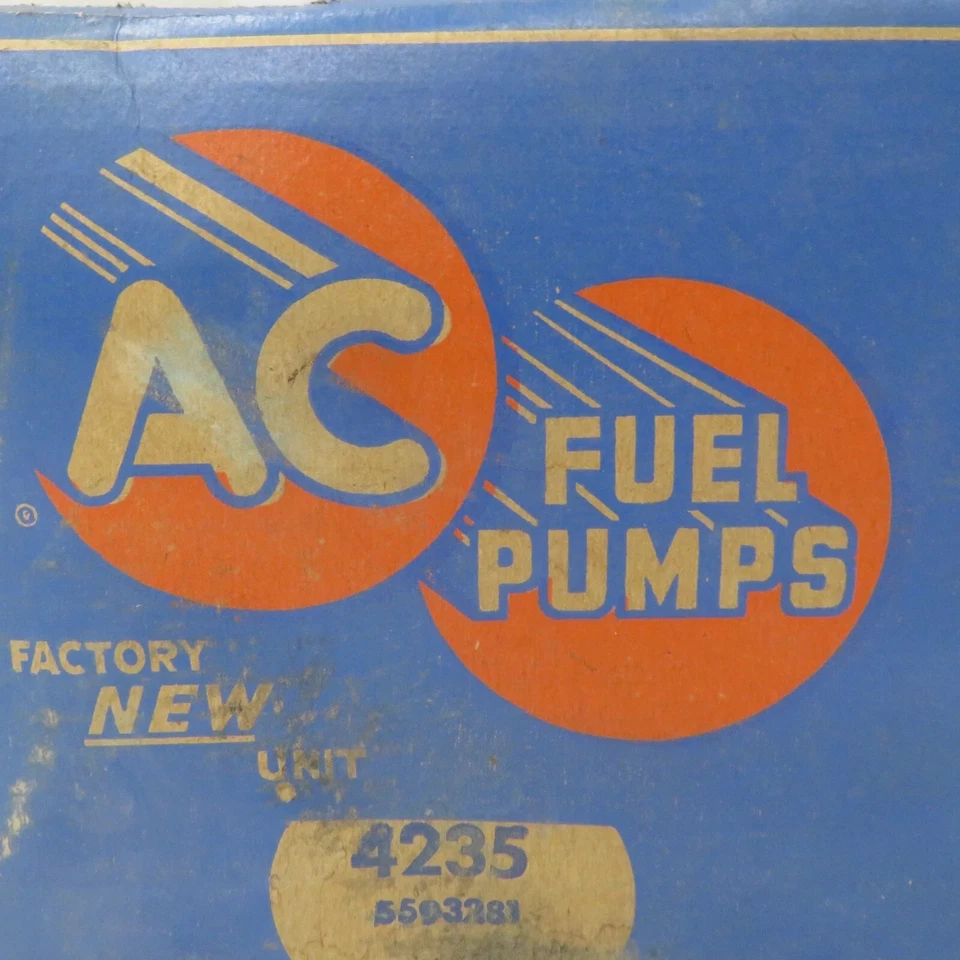 AC
FUEL
PUMPS
FACTORY
NEW
UNIT
4235
5593281